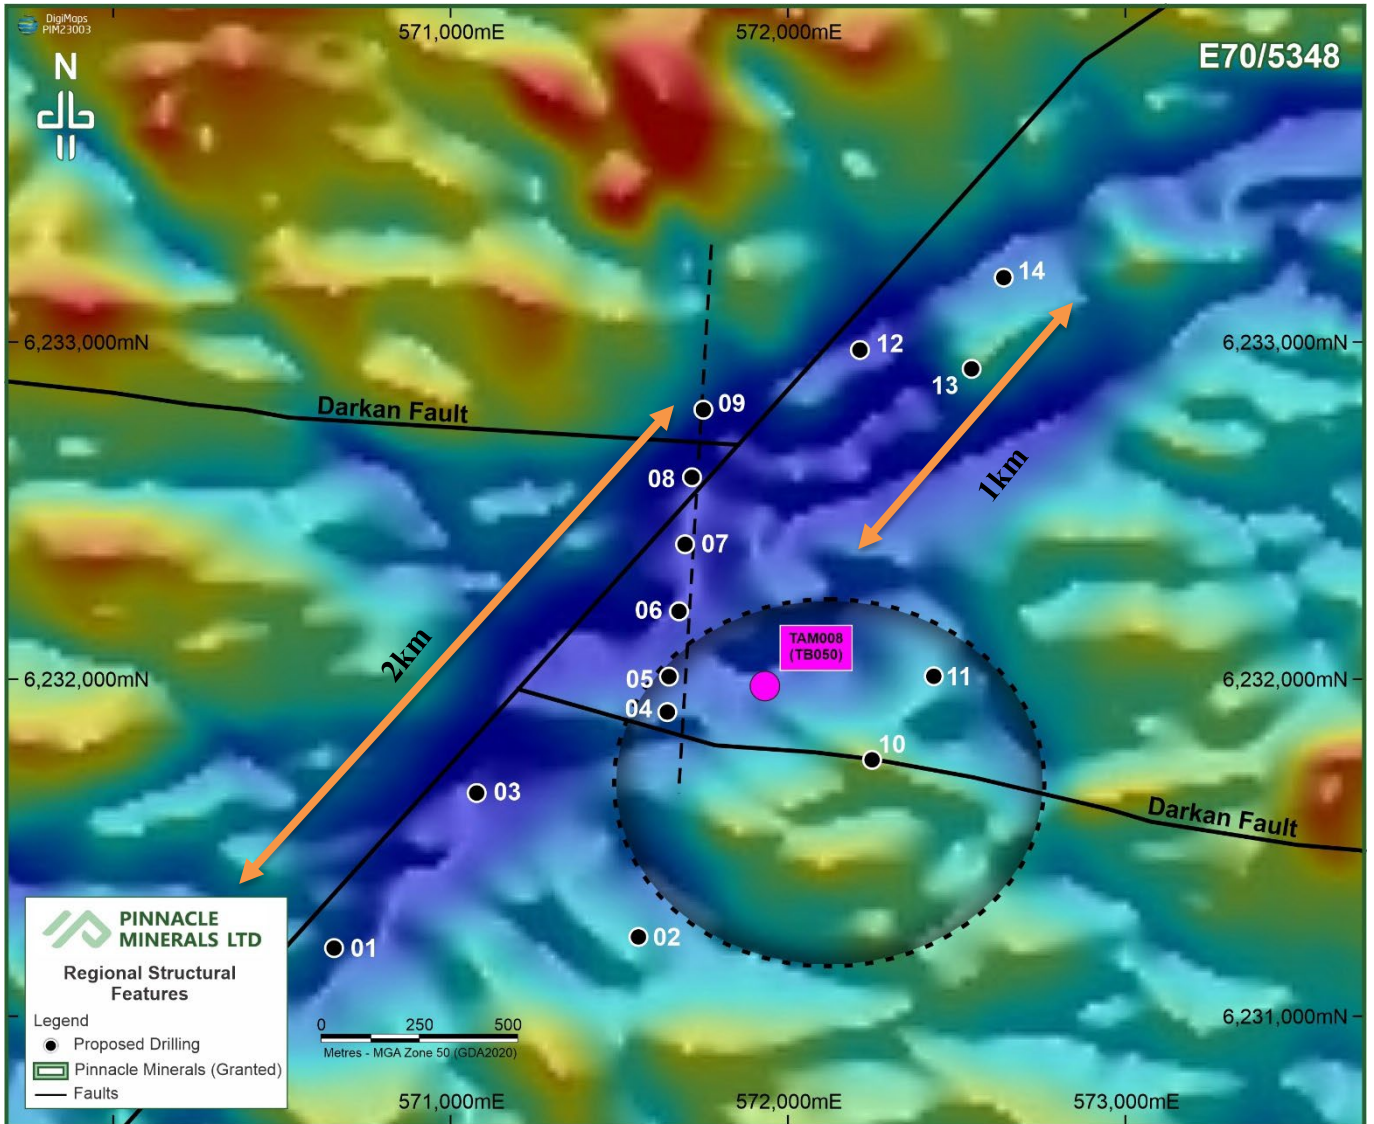 DigiMaps
PIM23003
571,000mE
572,000mE
E70/5348
N
14
6,233,000mN
6,233,000mN
12
13
09
Darkan Fault
08
1km
07
06
TAM008
(TB050)
2km
05
11
6,232,000mN
6,232,000mN
04
10
03
Darkan Fault
02
01
PINNACLE
MINERALS LTD
Regional Structural
Features
Legend
Proposed Drilling
Pinnacle Minerals (Granted)
Faults
0 250 500
Metres - MGA Zone 50 (GDA2020)
6,231,000mN
571,000mE
572,000mE
573,000mE